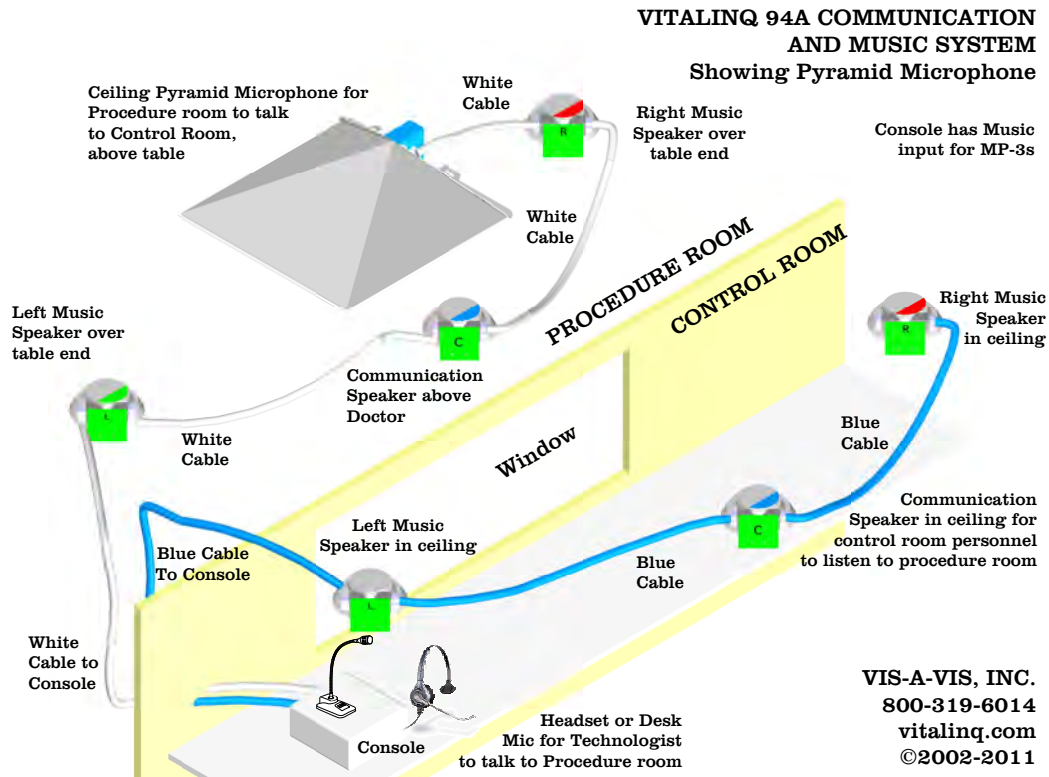 VITALINQ 94A COMMUNICATION
AND MUSIC SYSTEM
Showing Pyramid Microphone
Ceiling Pyramid Microphone for
Procedure room to talk
to Control Room,
above table
White
Cable
R
Right Music
Speaker over
table end
Console has Music
input for MP-3s
White
Cable
PROCEDURE ROOM
CONTROL ROOM
Left Music
Speaker over
table end
C
Communication
Speaker above
Doctor
R
Right Music
Speaker
in ceiling
L
White
Cable
Window
Blue
Cable
Left Music
Speaker in ceiling
C
Communication
Speaker in ceiling for
control room personnel
to listen to procedure room
Blue Cable
To Console
Blue
Cable
L
White
Cable to
Console
Console
Headset or Desk
Mic for Technologist
to talk to Procedure room
VIS-A-VIS, INC.
800-319-6014
vitalinq.com
©2002-2011